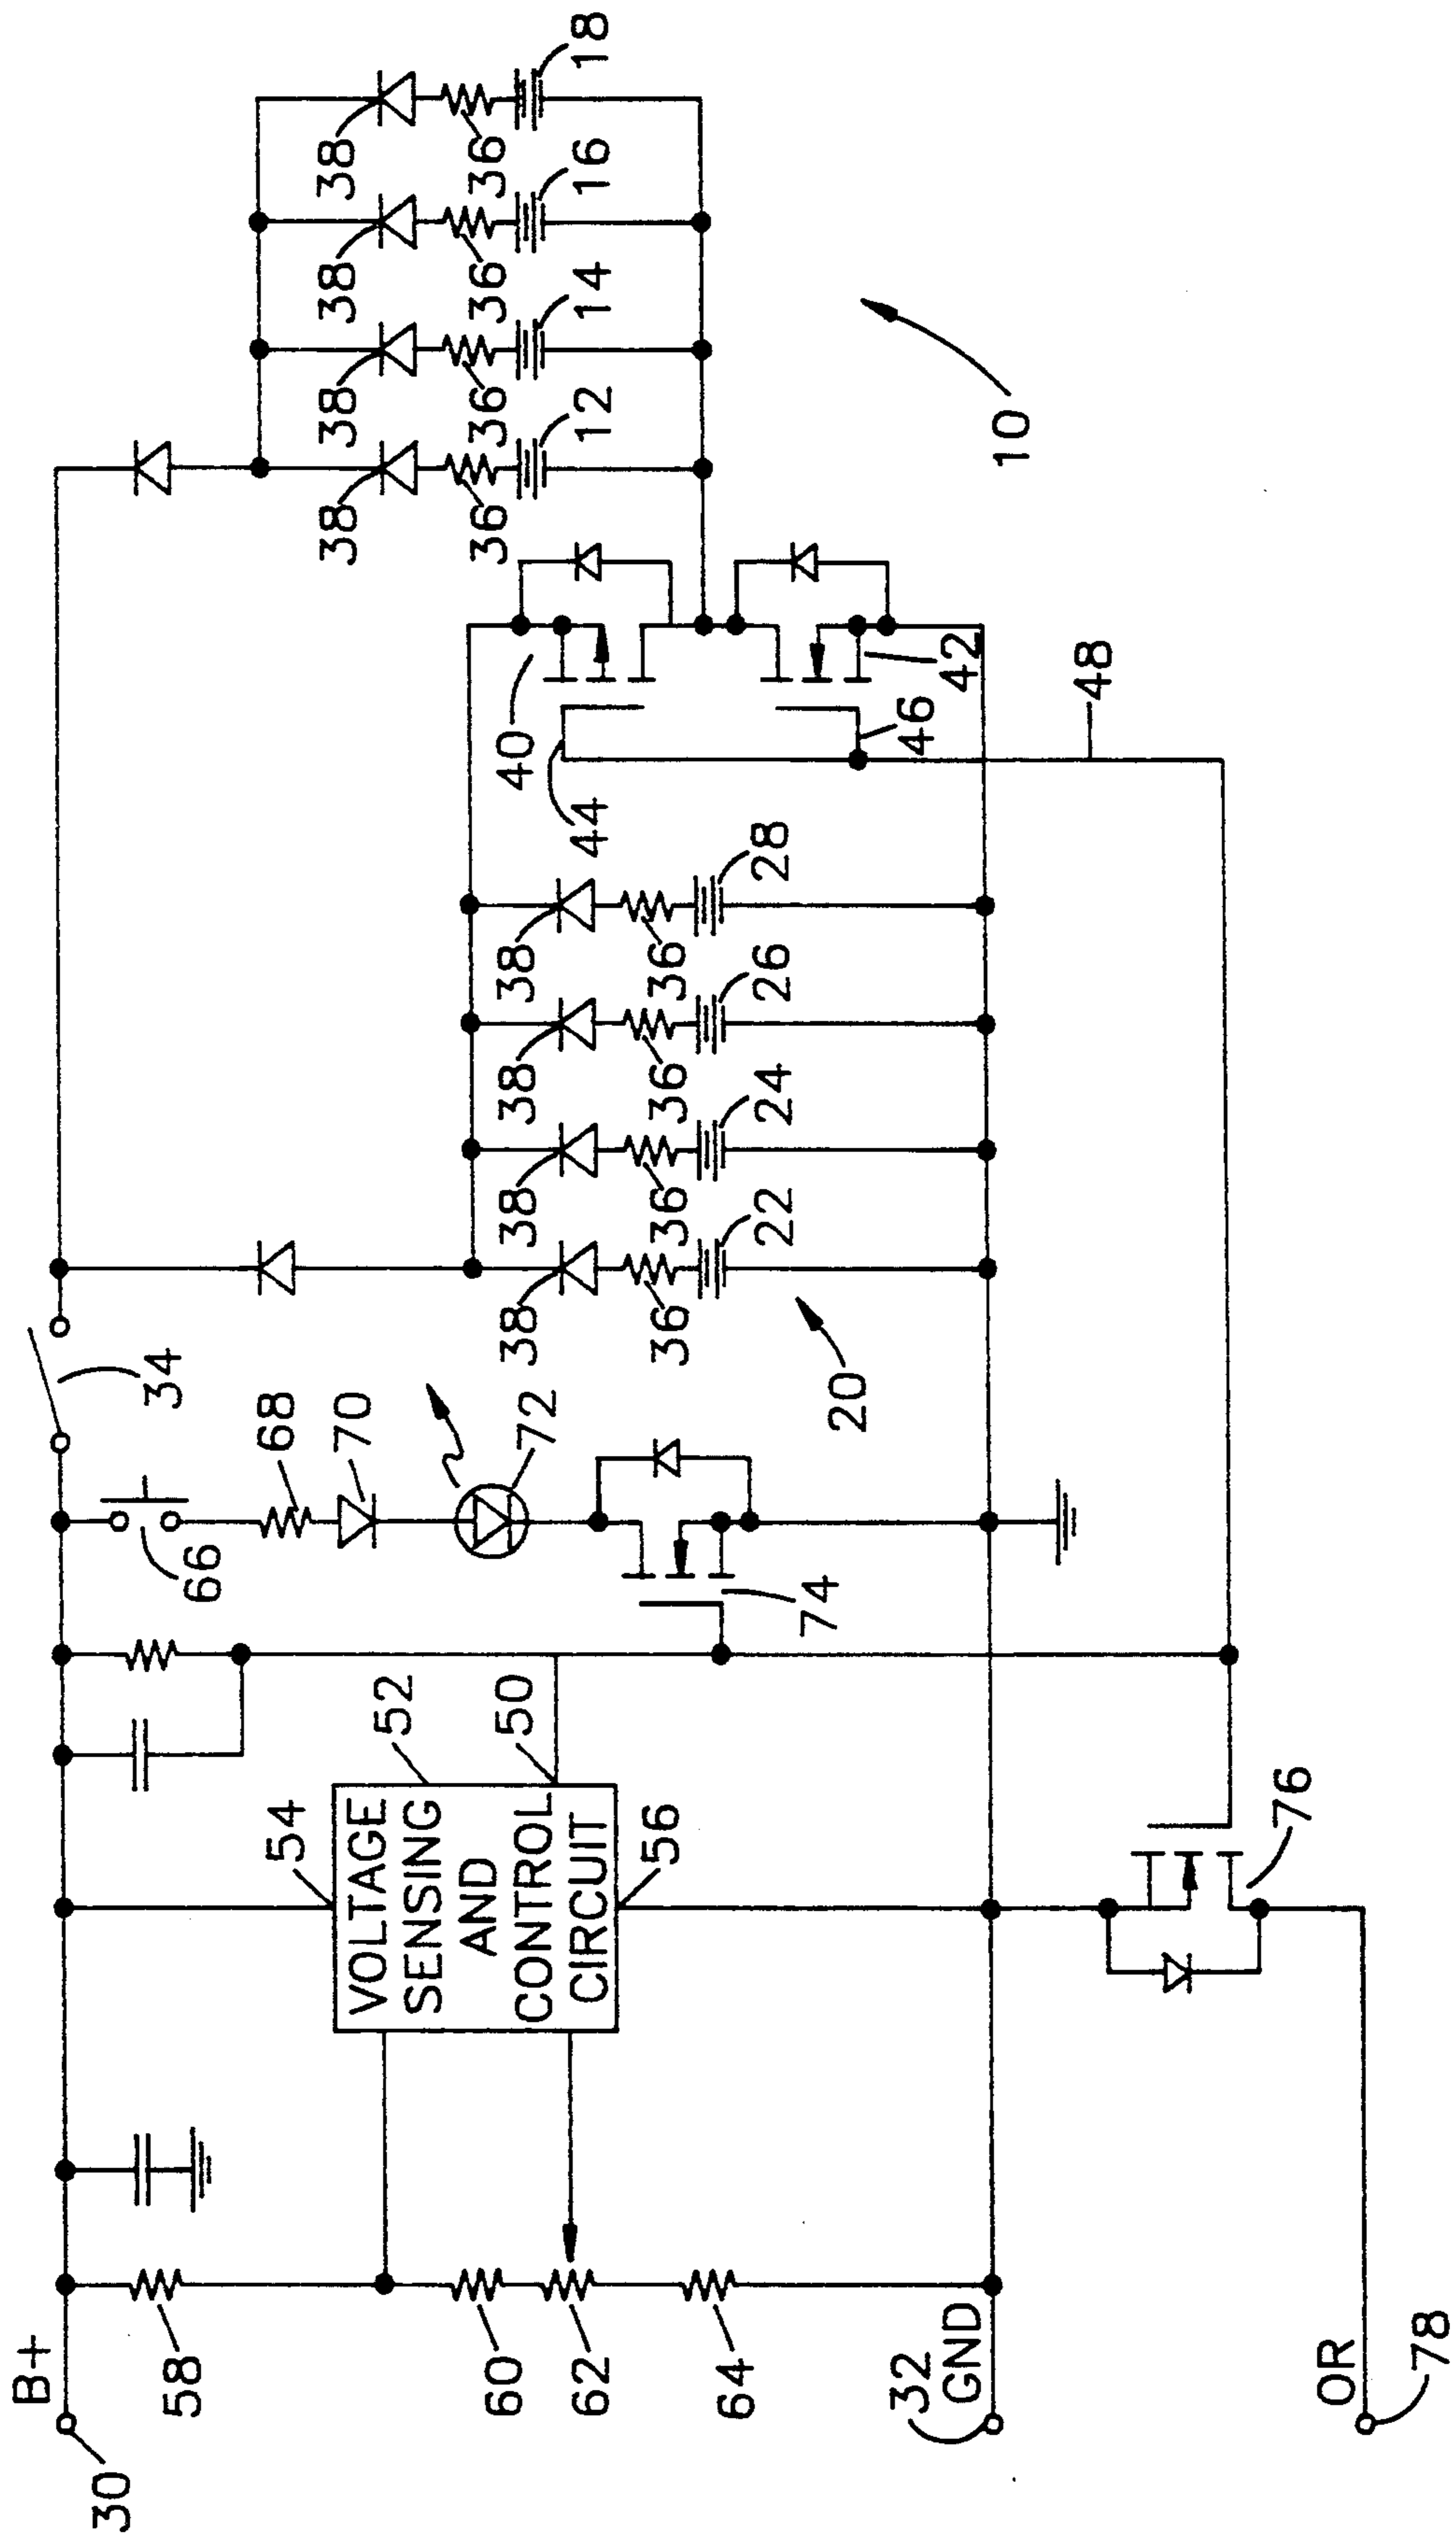 B+
30
34
58
66
68
54
38 38 38 38
70
VOLTAGE
SENSING
AND
CONTROL
CIRCUIT
52
50
56
36 36 36 36
12 14 16 18
60
62
64
72
40
38 38 38 38
44
36 36 36 36
22 24 26 28
74
20
32
GND
46
42
10
48
76
OR
78